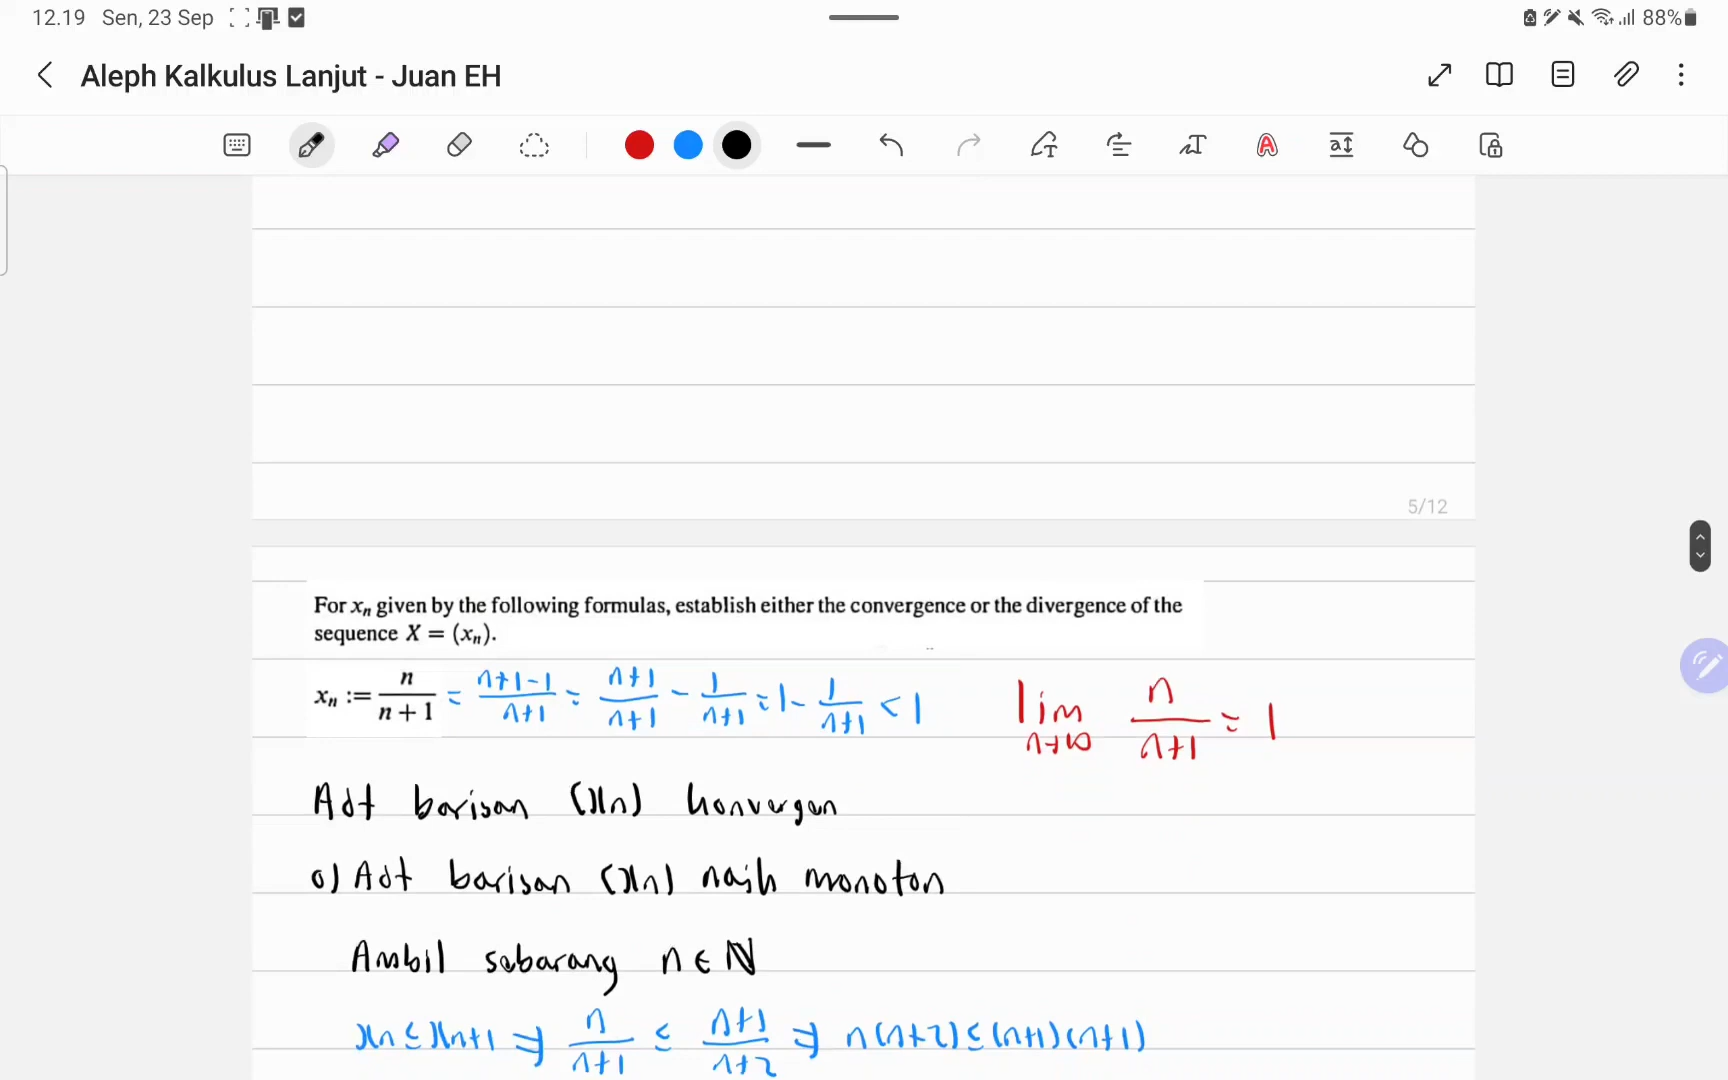 12.19 Sen, 23 Sep
88%
Aleph Kalkulus Lanjut - Juan EH
5/12
For xₙ given by the following formulas, establish either the convergence or the divergence of the
sequence X = (xₙ).
xₙ := n/(n + 1) = (n+1-1)/(n+1) = (n+1)/(n+1) - 1/(n+1) = 1 - 1/(n+1) < 1
lim n→∞ n/(n+1) = 1
Adt barisan (xn) konvergen
o) Adt barisan (xn) naik monoton
Ambil sebarang n ∈ ℕ
xn ≤ xn+1 ⇒ n/(n+1) ≤ (n+1)/(n+2) ⇒ n(n+2) ≤ (n+1)(n+1)